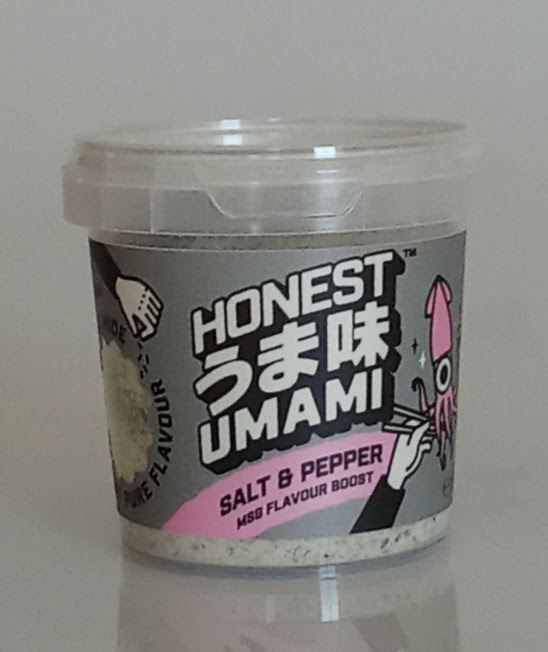 HONEST™
うま味
UMAMI
SALT & PEPPER
MSG FLAVOUR BOOST
PURE FLAVOUR